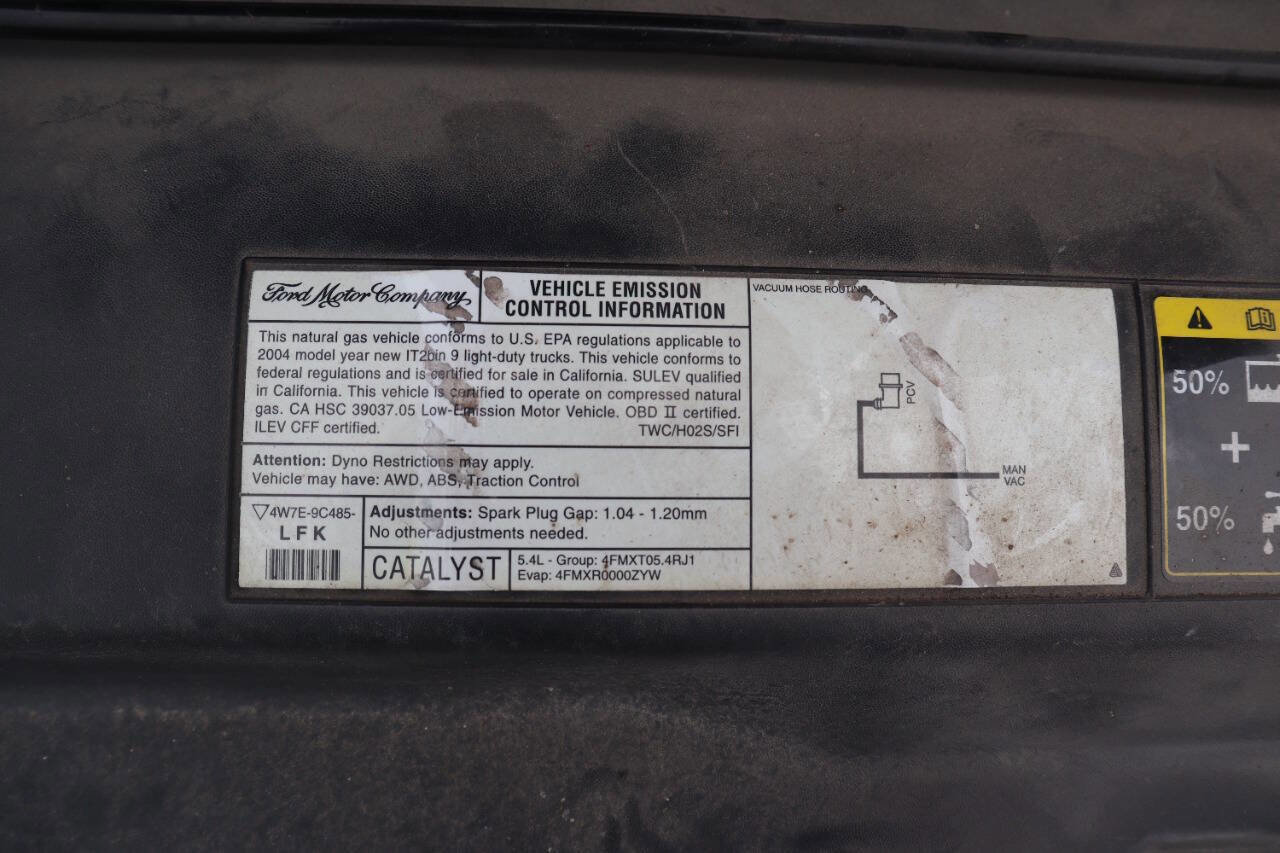 Ford Motor Company
VEHICLE EMISSION
CONTROL INFORMATION
This natural gas vehicle conforms to U.S. EPA regulations applicable to
2004 model year new IT2bin 9 light-duty trucks. This vehicle conforms to
federal regulations and is certified for sale in California. SULEV qualified
in California. This vehicle is certified to operate on compressed natural
gas. CA HSC 39037.05 Low-Emission Motor Vehicle. OBD II certified.
ILEV CFF certified. TWC/H02S/SFI
Attention: Dyno Restrictions may apply.
Vehicle may have: AWD, ABS, Traction Control
▽4W7E-9C485-
LFK
Adjustments: Spark Plug Gap: 1.04 - 1.20mm
No other adjustments needed.
CATALYST
5.4L - Group: 4FMXT05.4RJ1
Evap: 4FMXR0000ZYW
VACUUM HOSE ROUTING
PCV
MAN
VAC
50%
+
50%